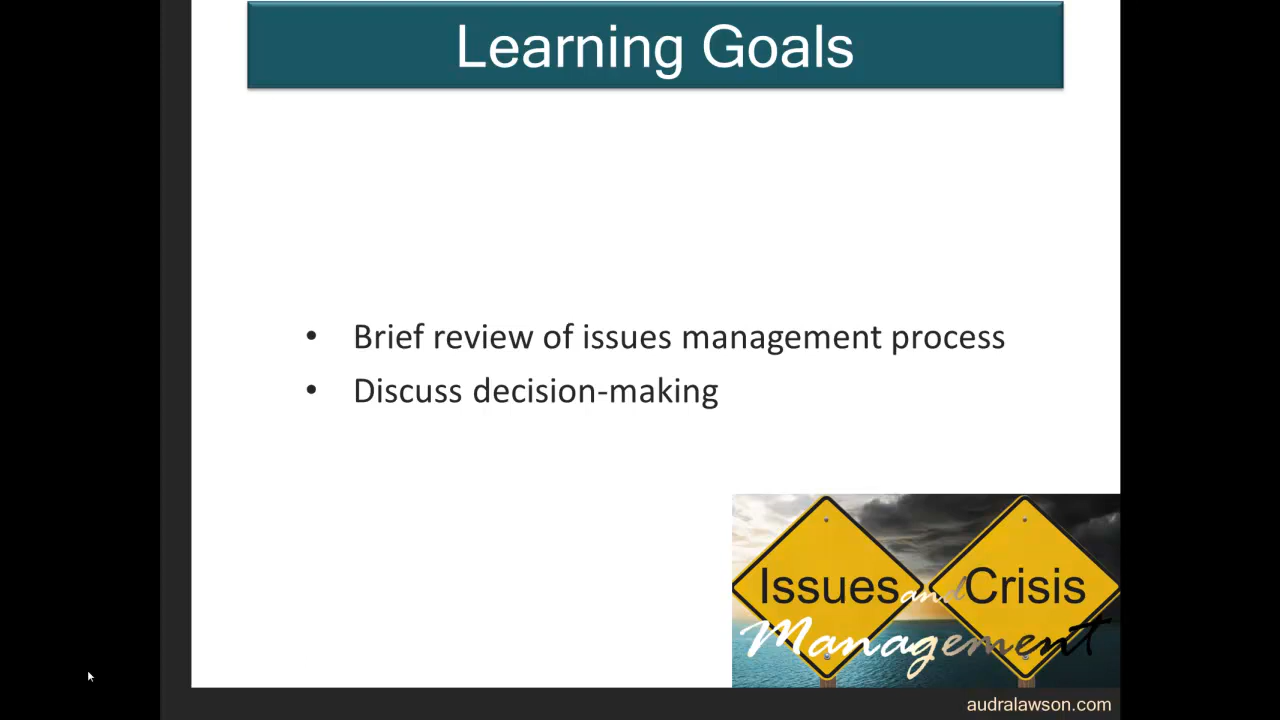 Learning Goals
• Brief review of issues management process
• Discuss decision-making
Issues and Crisis
Management
audralawson.com